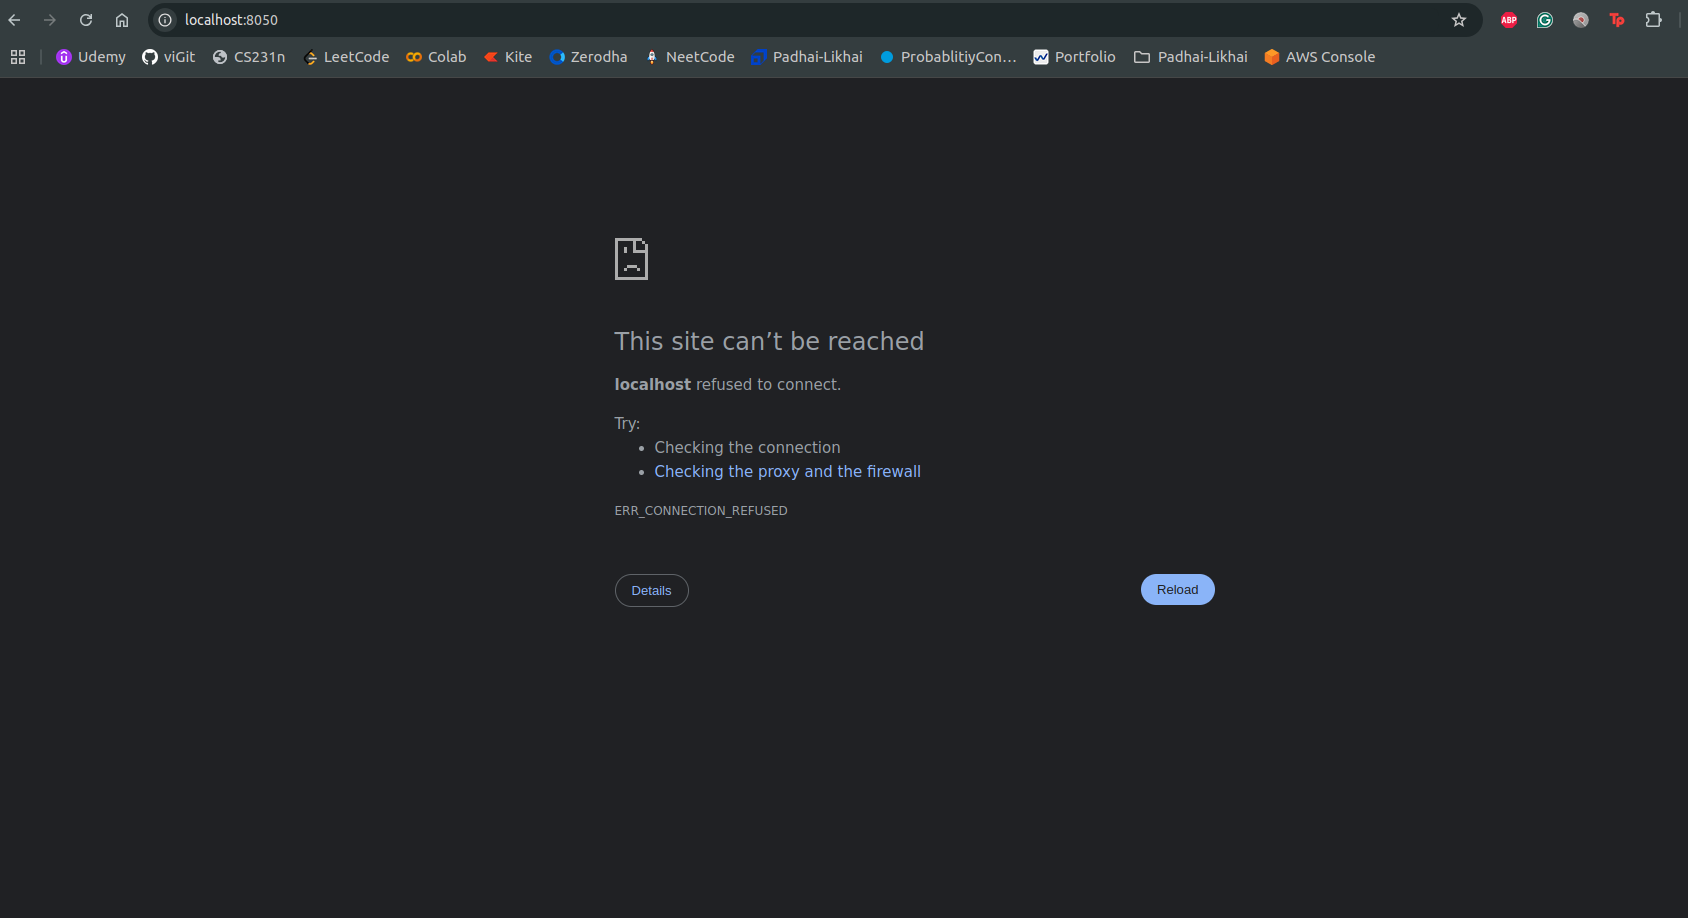 localhost:8050
ABP
Tp
Udemy viGit CS231n LeetCode Colab Kite Zerodha NeetCode Padhai-Likhai ProbablitiyCon... Portfolio Padhai-Likhai AWS Console
This site can’t be reached
localhost refused to connect.
Try:
• Checking the connection
• Checking the proxy and the firewall
ERR_CONNECTION_REFUSED
Details
Reload